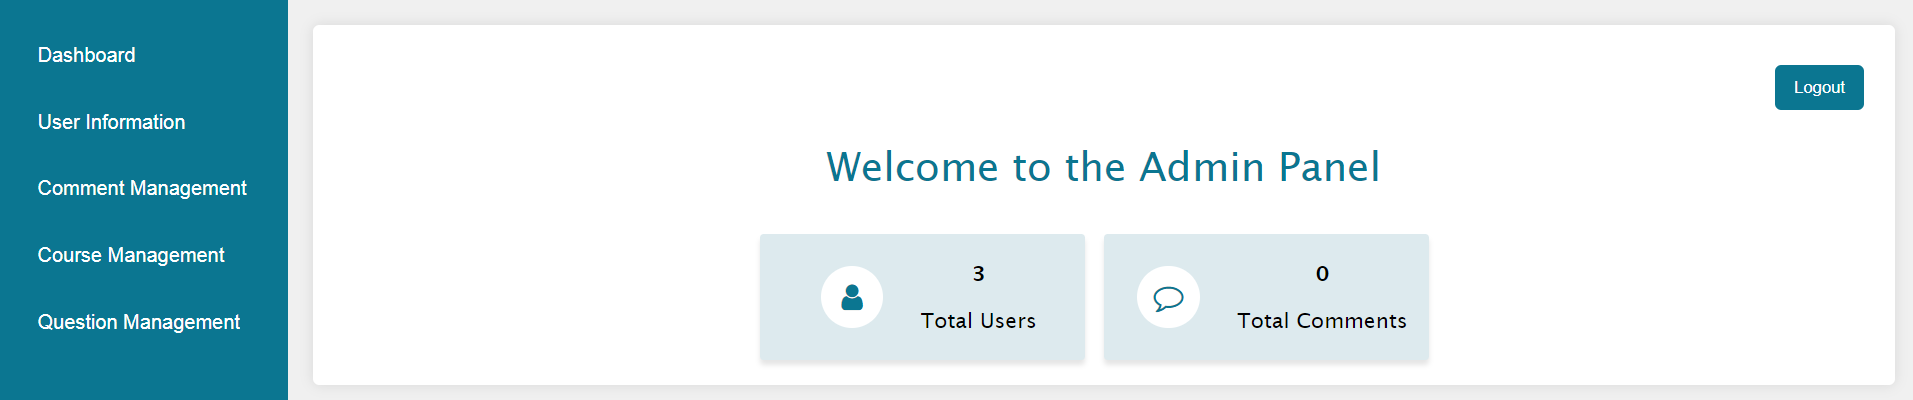 Dashboard
User Information
Comment Management
Course Management
Question Management
Logout
Welcome to the Admin Panel
3
Total Users
0
Total Comments